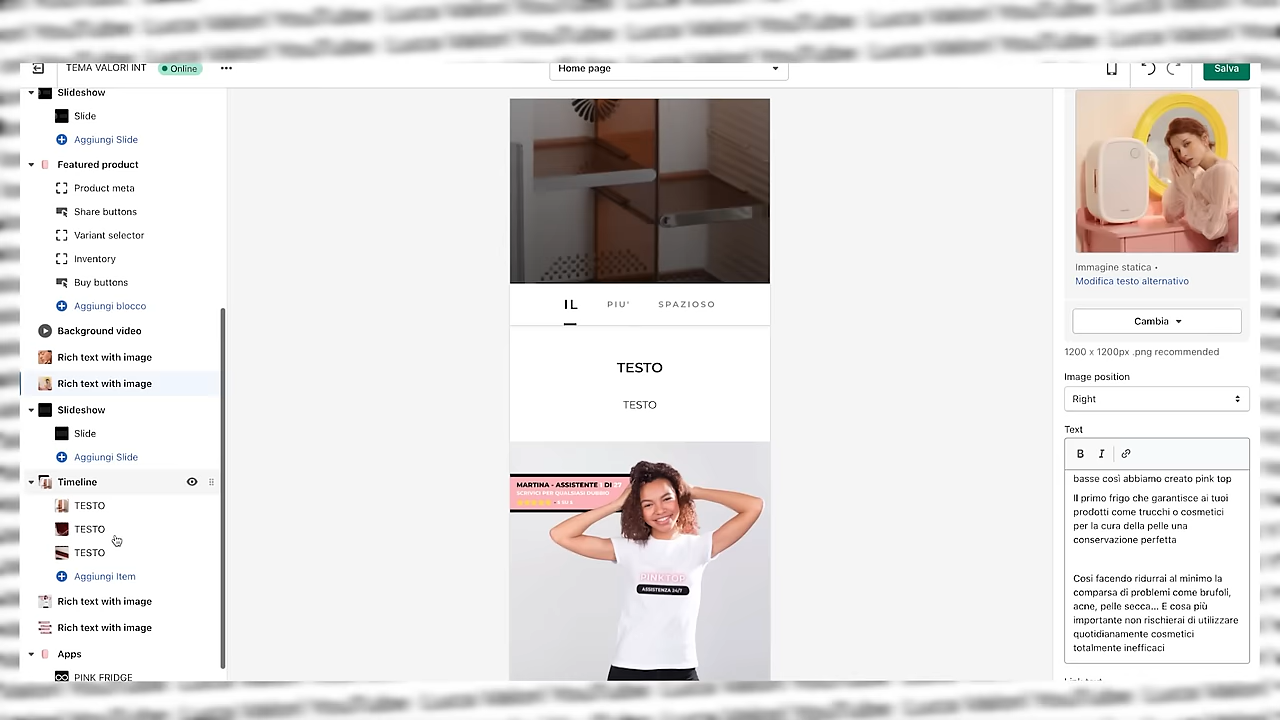 TEMA VALORI INT
Online
Home page
Salva
Slideshow
Slide
Aggiungi Slide
Featured product
Product meta
Share buttons
Variant selector
Inventory
Buy buttons
Aggiungi blocco
Background video
Rich text with image
Rich text with image
Slideshow
Slide
Aggiungi Slide
Timeline
TESTO
TESTO
TESTO
Aggiungi Item
Rich text with image
Rich text with image
Apps
PINK FRIDGE
IL PIU' SPAZIOSO
TESTO
TESTO
MARTINA - ASSISTENTE DI
SCRIVICI PER QUALSIASI DUBBIO
PINKTOP
ASSISTENZA 24/7
Immagine statica •
Modifica testo alternativo
Cambia
1200 x 1200px .png recommended
Image position
Right
Text
B I
basse così abbiamo creato pink top
Il primo frigo che garantisce ai tuoi
prodotti come trucchi o cosmetici
per la cura della pelle una
conservazione perfetta
Così facendo ridurrai al minimo la
comparsa di problemi come brufoli,
acne, pelle secca... E cosa più
importante non rischierai di utilizzare
quotidianamente cosmetici
totalmente inefficaci